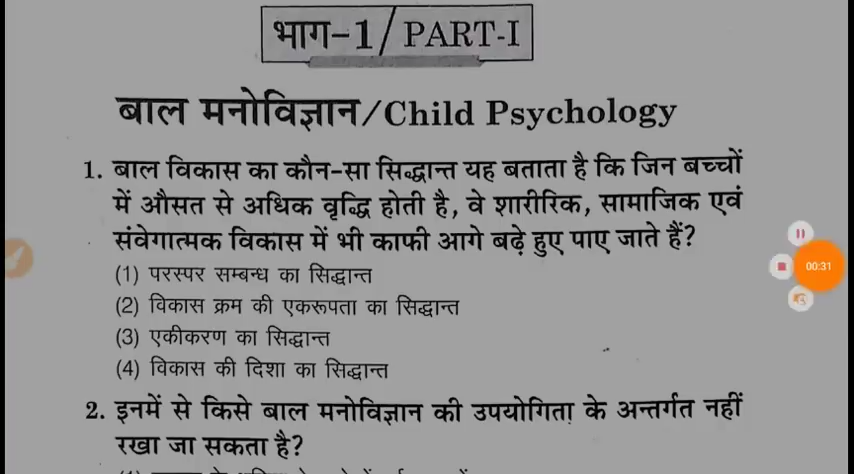 भाग-1/PART-I
बाल मनोविज्ञान/Child Psychology
1. बाल विकास का कौन-सा सिद्धान्त यह बताता है कि जिन बच्चों
में औसत से अधिक वृद्धि होती है, वे शारीरिक, सामाजिक एवं
संवेगात्मक विकास में भी काफी आगे बढ़े हुए पाए जाते हैं?
(1) परस्पर सम्बन्ध का सिद्धान्त
(2) विकास क्रम की एकरूपता का सिद्धान्त
(3) एकीकरण का सिद्धान्त
(4) विकास की दिशा का सिद्धान्त
00:31
2. इनमें से किसे बाल मनोविज्ञान की उपयोगिता के अन्तर्गत नहीं
रखा जा सकता है?